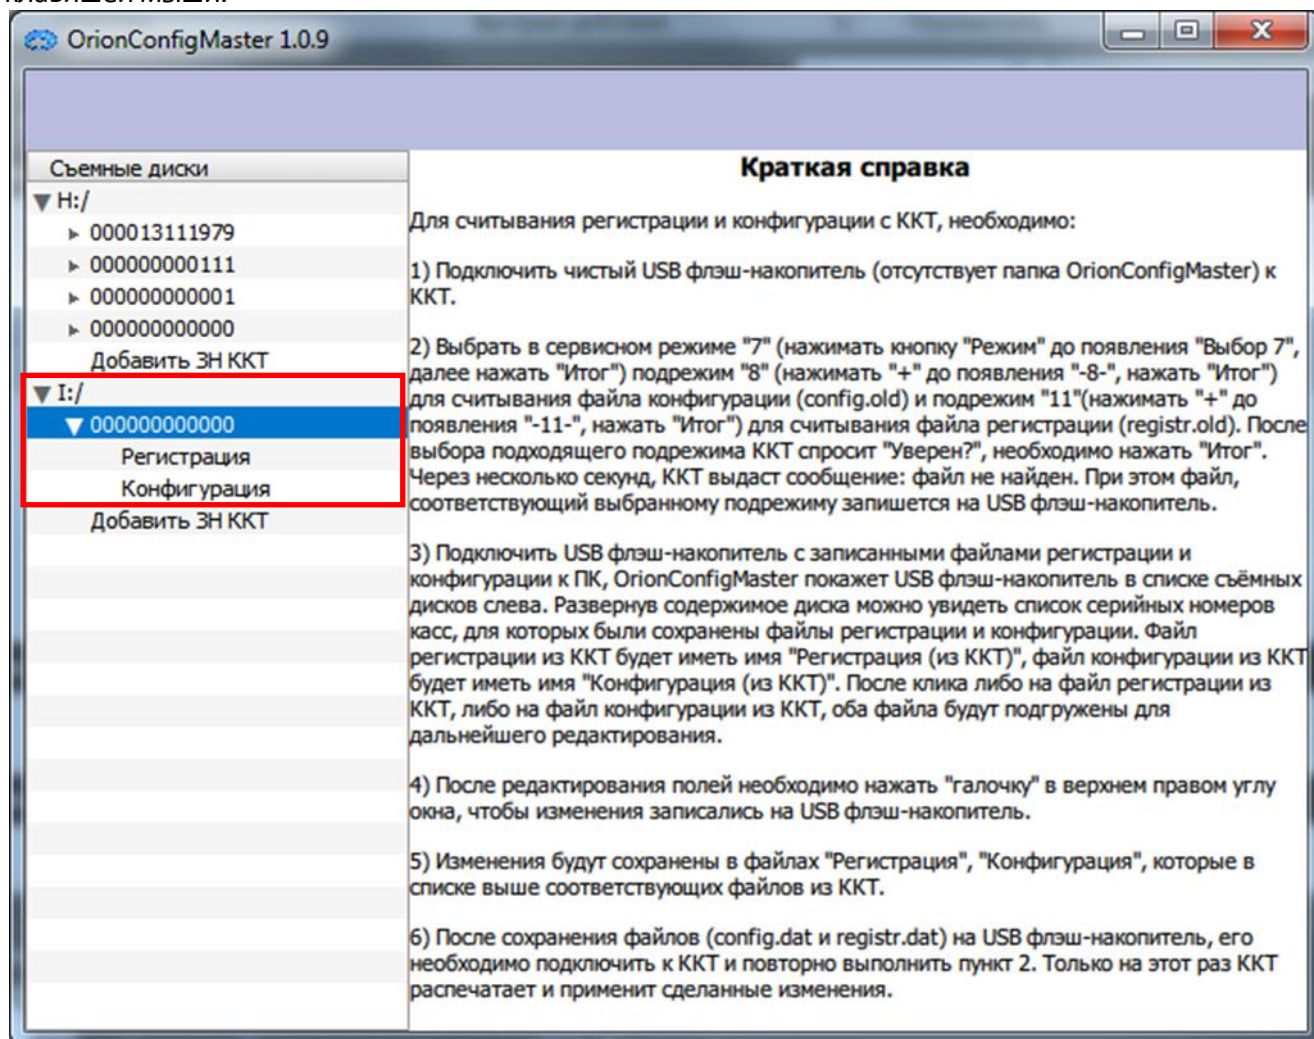 клавишей мыши.
OrionConfigMaster 1.0.9
Съемные диски
H:/
000013111979
000000000111
000000000001
000000000000
Добавить ЗН ККТ
I:/
000000000000
Регистрация
Конфигурация
Добавить ЗН ККТ
Краткая справка
Для считывания регистрации и конфигурации с ККТ, необходимо:
1) Подключить чистый USB флэш-накопитель (отсутствует папка OrionConfigMaster) к
ККТ.
2) Выбрать в сервисном режиме "7" (нажимать кнопку "Режим" до появления "Выбор 7",
далее нажать "Итог") подрежим "8" (нажимать "+" до появления "-8-", нажать "Итог")
для считывания файла конфигурации (config.old) и подрежим "11"(нажимать "+" до
появления "-11-", нажать "Итог") для считывания файла регистрации (registr.old). После
выбора подходящего подрежима ККТ спросит "Уверен?", необходимо нажать "Итог".
Через несколько секунд, ККТ выдаст сообщение: файл не найден. При этом файл,
соответствующий выбранному подрежиму запишется на USB флэш-накопитель.
3) Подключить USB флэш-накопитель с записанными файлами регистрации и
конфигурации к ПК, OrionConfigMaster покажет USB флэш-накопитель в списке съёмных
дисков слева. Развернув содержимое диска можно увидеть список серийных номеров
касс, для которых были сохранены файлы регистрации и конфигурации. Файл
регистрации из ККТ будет иметь имя "Регистрация (из ККТ)", файл конфигурации из ККТ
будет иметь имя "Конфигурация (из ККТ)". После клика либо на файл регистрации из
ККТ, либо на файл конфигурации из ККТ, оба файла будут подгружены для
дальнейшего редактирования.
4) После редактирования полей необходимо нажать "галочку" в верхнем правом углу
окна, чтобы изменения записались на USB флэш-накопитель.
5) Изменения будут сохранены в файлах "Регистрация", "Конфигурация", которые в
списке выше соответствующих файлов из ККТ.
6) После сохранения файлов (config.dat и registr.dat) на USB флэш-накопитель, его
необходимо подключить к ККТ и повторно выполнить пункт 2. Только на этот раз ККТ
распечатает и применит сделанные изменения.